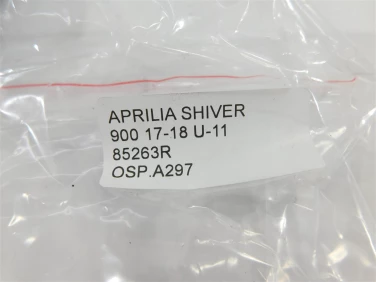 APRILIA SHIVER
900 17-18 U-11
85263R
OSP.A297